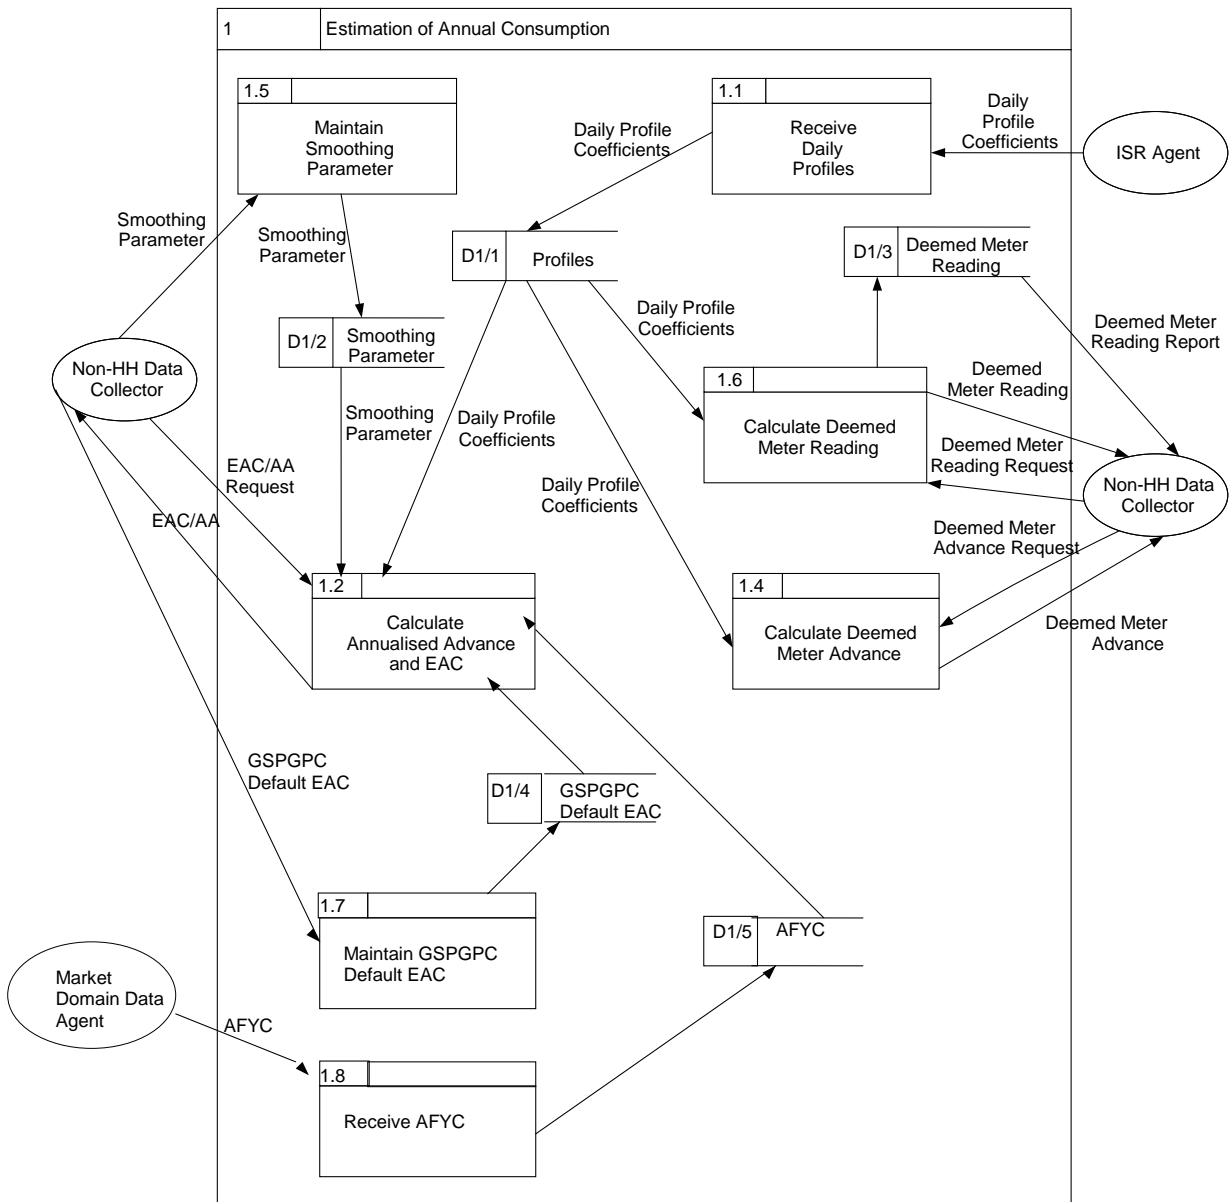 1
Estimation of Annual Consumption
1.5
Maintain
Smoothing
Parameter
1.1
Receive
Daily
Profiles
Daily Profile
Coefficients
Daily
Profile
Coefficients
ISR Agent
Smoothing
Parameter
Smoothing
Parameter
D1/1
Profiles
D1/3
Deemed Meter
Reading
Daily Profile
Coefficients
Deemed Meter
Reading Report
D1/2
Smoothing
Parameter
Non-HH Data
Collector
Smoothing
Parameter
Daily Profile
Coefficients
1.6
Calculate Deemed
Meter Reading
Deemed
Meter Reading
Deemed Meter
Reading Request
Non-HH Data
Collector
EAC/AA
Request
EAC/AA
Daily Profile
Coefficients
Deemed Meter
Advance Request
1.2
Calculate
Annualised Advance
and EAC
1.4
Calculate Deemed
Meter Advance
Deemed Meter
Advance
GSPGPC
Default EAC
D1/4
GSPGPC
Default EAC
1.7
Maintain GSPGPC
Default EAC
D1/5
AFYC
Market
Domain Data
Agent
AFYC
1.8
Receive AFYC